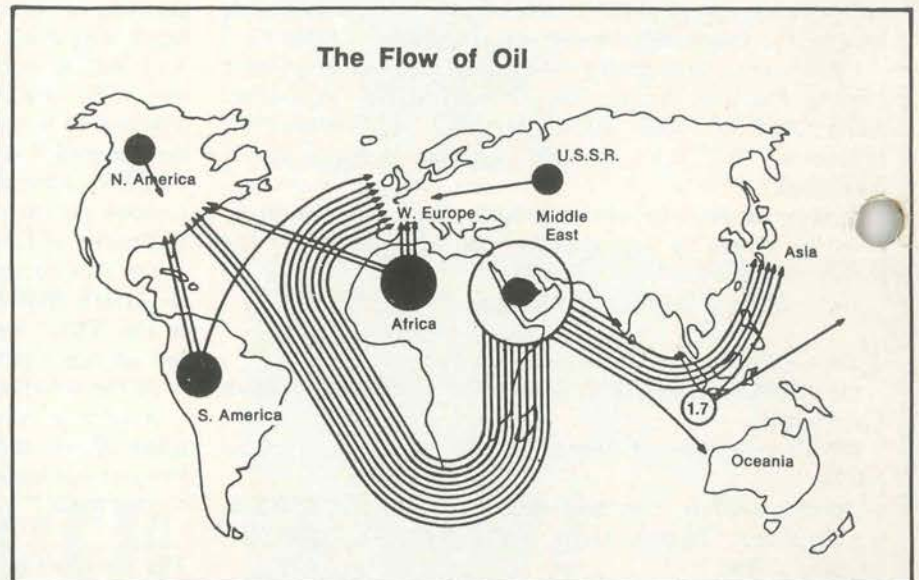 The Flow of Oil
N. America
U.S.S.R.
W. Europe
Middle
East
Asia
Africa
S. America
1.7
Oceania